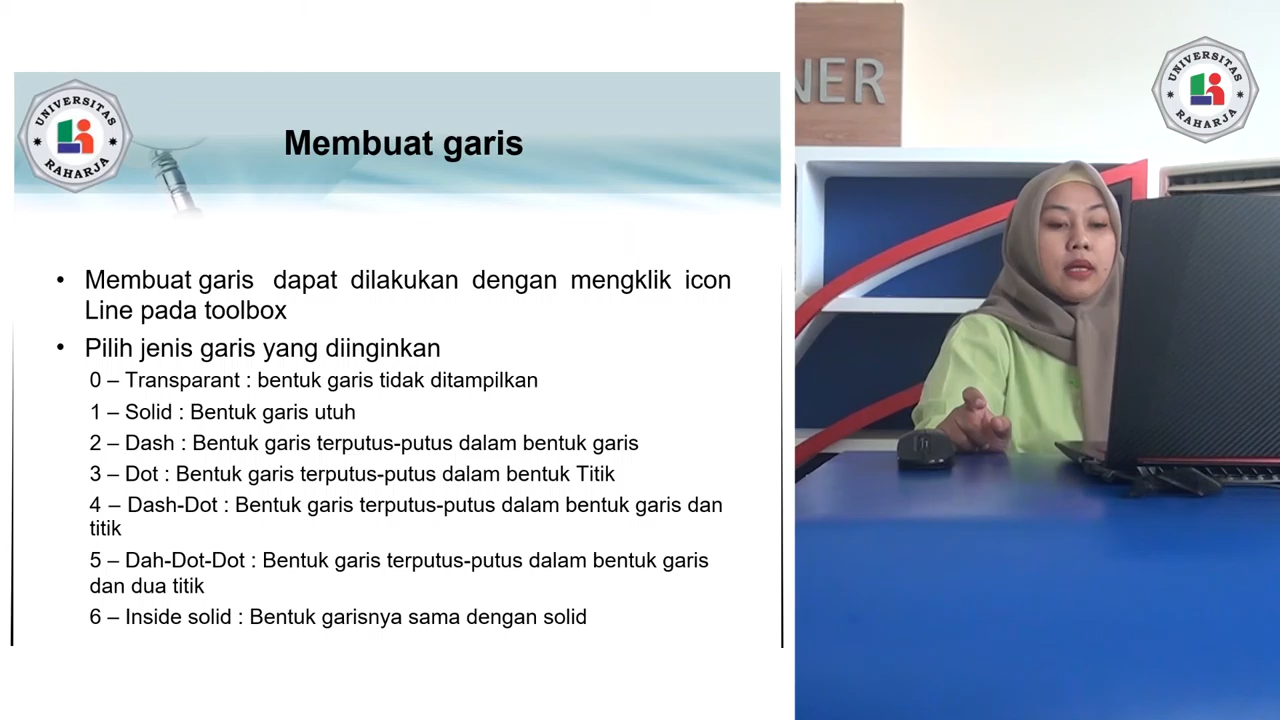 UNIVERSITAS
RAHARJA
Membuat garis
• Membuat garis dapat dilakukan dengan mengklik icon
Line pada toolbox
• Pilih jenis garis yang diinginkan
0 – Transparant : bentuk garis tidak ditampilkan
1 – Solid : Bentuk garis utuh
2 – Dash : Bentuk garis terputus-putus dalam bentuk garis
3 – Dot : Bentuk garis terputus-putus dalam bentuk Titik
4 – Dash-Dot : Bentuk garis terputus-putus dalam bentuk garis dan
titik
5 – Dah-Dot-Dot : Bentuk garis terputus-putus dalam bentuk garis
dan dua titik
6 – Inside solid : Bentuk garisnya sama dengan solid
NER
UNIVERSITAS
RAHARJA